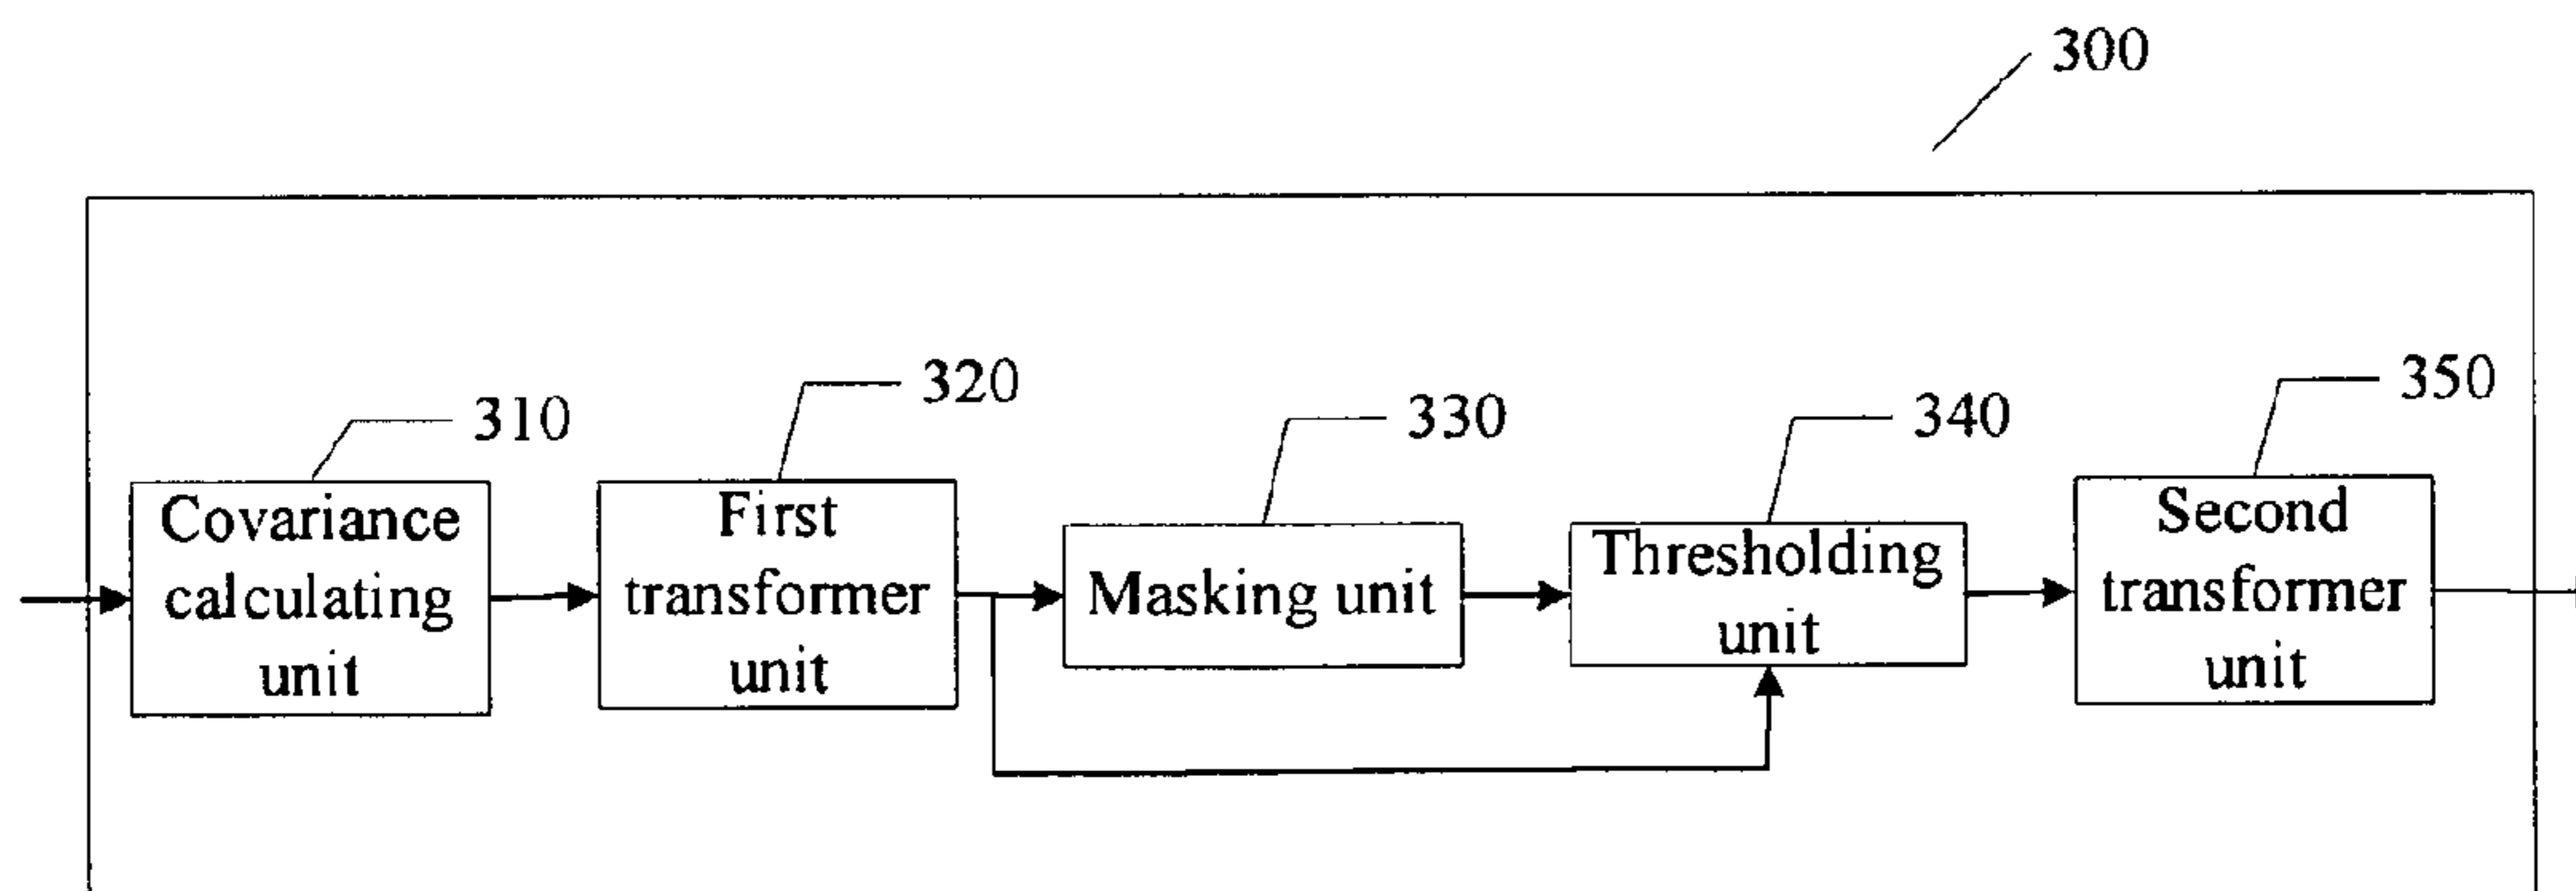 300
310
320
330
340
350
Covariance
calculating
unit
First
transformer
unit
Masking unit
Thresholding
unit
Second
transformer
unit